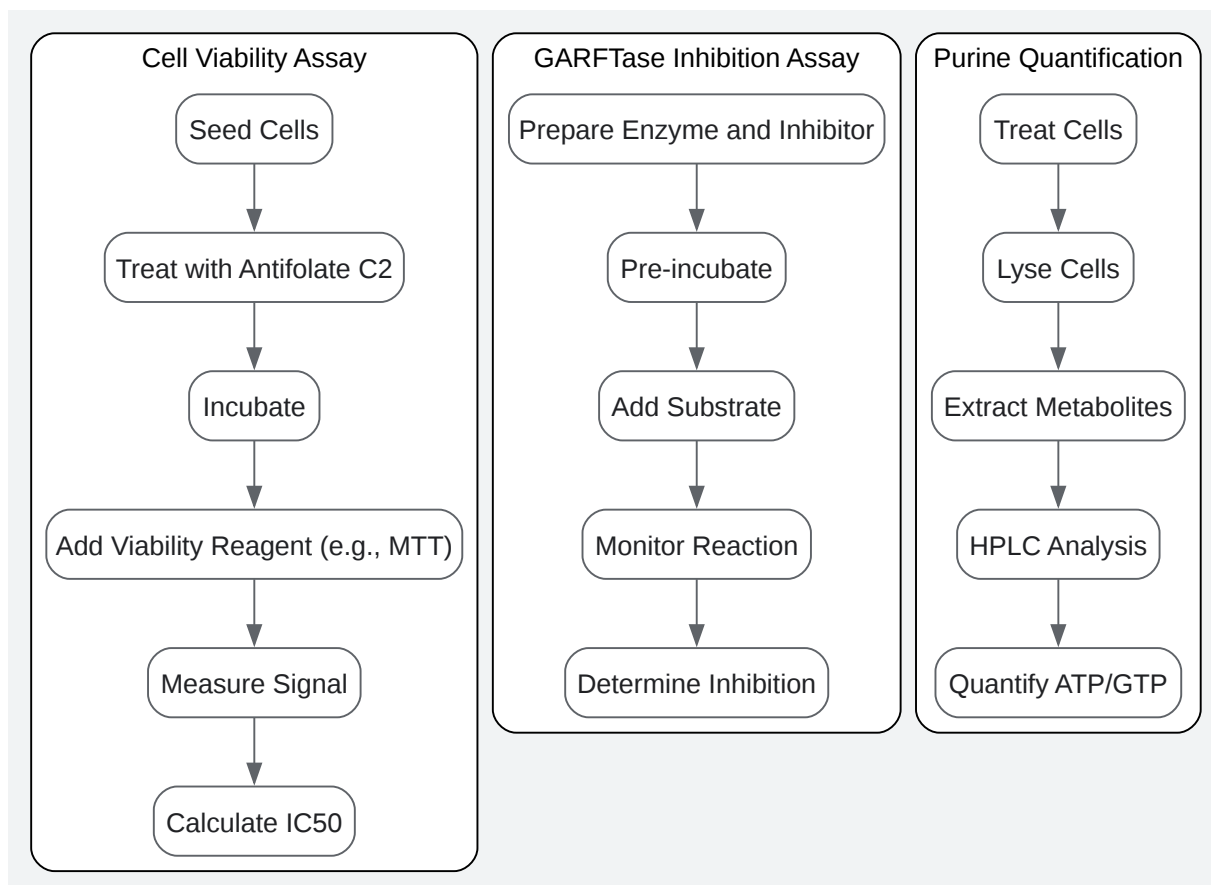 Cell Viability Assay
Seed Cells
Treat with Antifolate C2
Incubate
Add Viability Reagent (e.g., MTT)
Measure Signal
Calculate IC50
GARFTase Inhibition Assay
Prepare Enzyme and Inhibitor
Pre-incubate
Add Substrate
Monitor Reaction
Determine Inhibition
Purine Quantification
Treat Cells
Lyse Cells
Extract Metabolites
HPLC Analysis
Quantify ATP/GTP